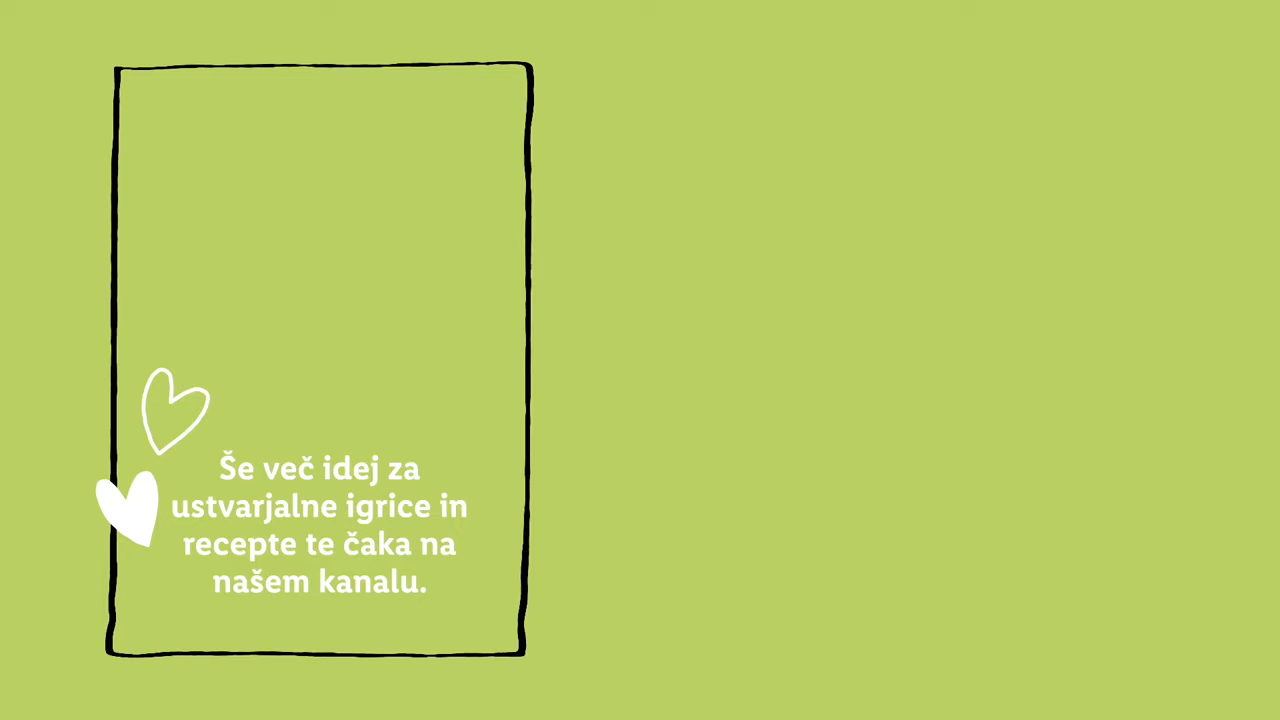 Še več idej za
ustvarjalne igrice in
recepte te čaka na
našem kanalu.